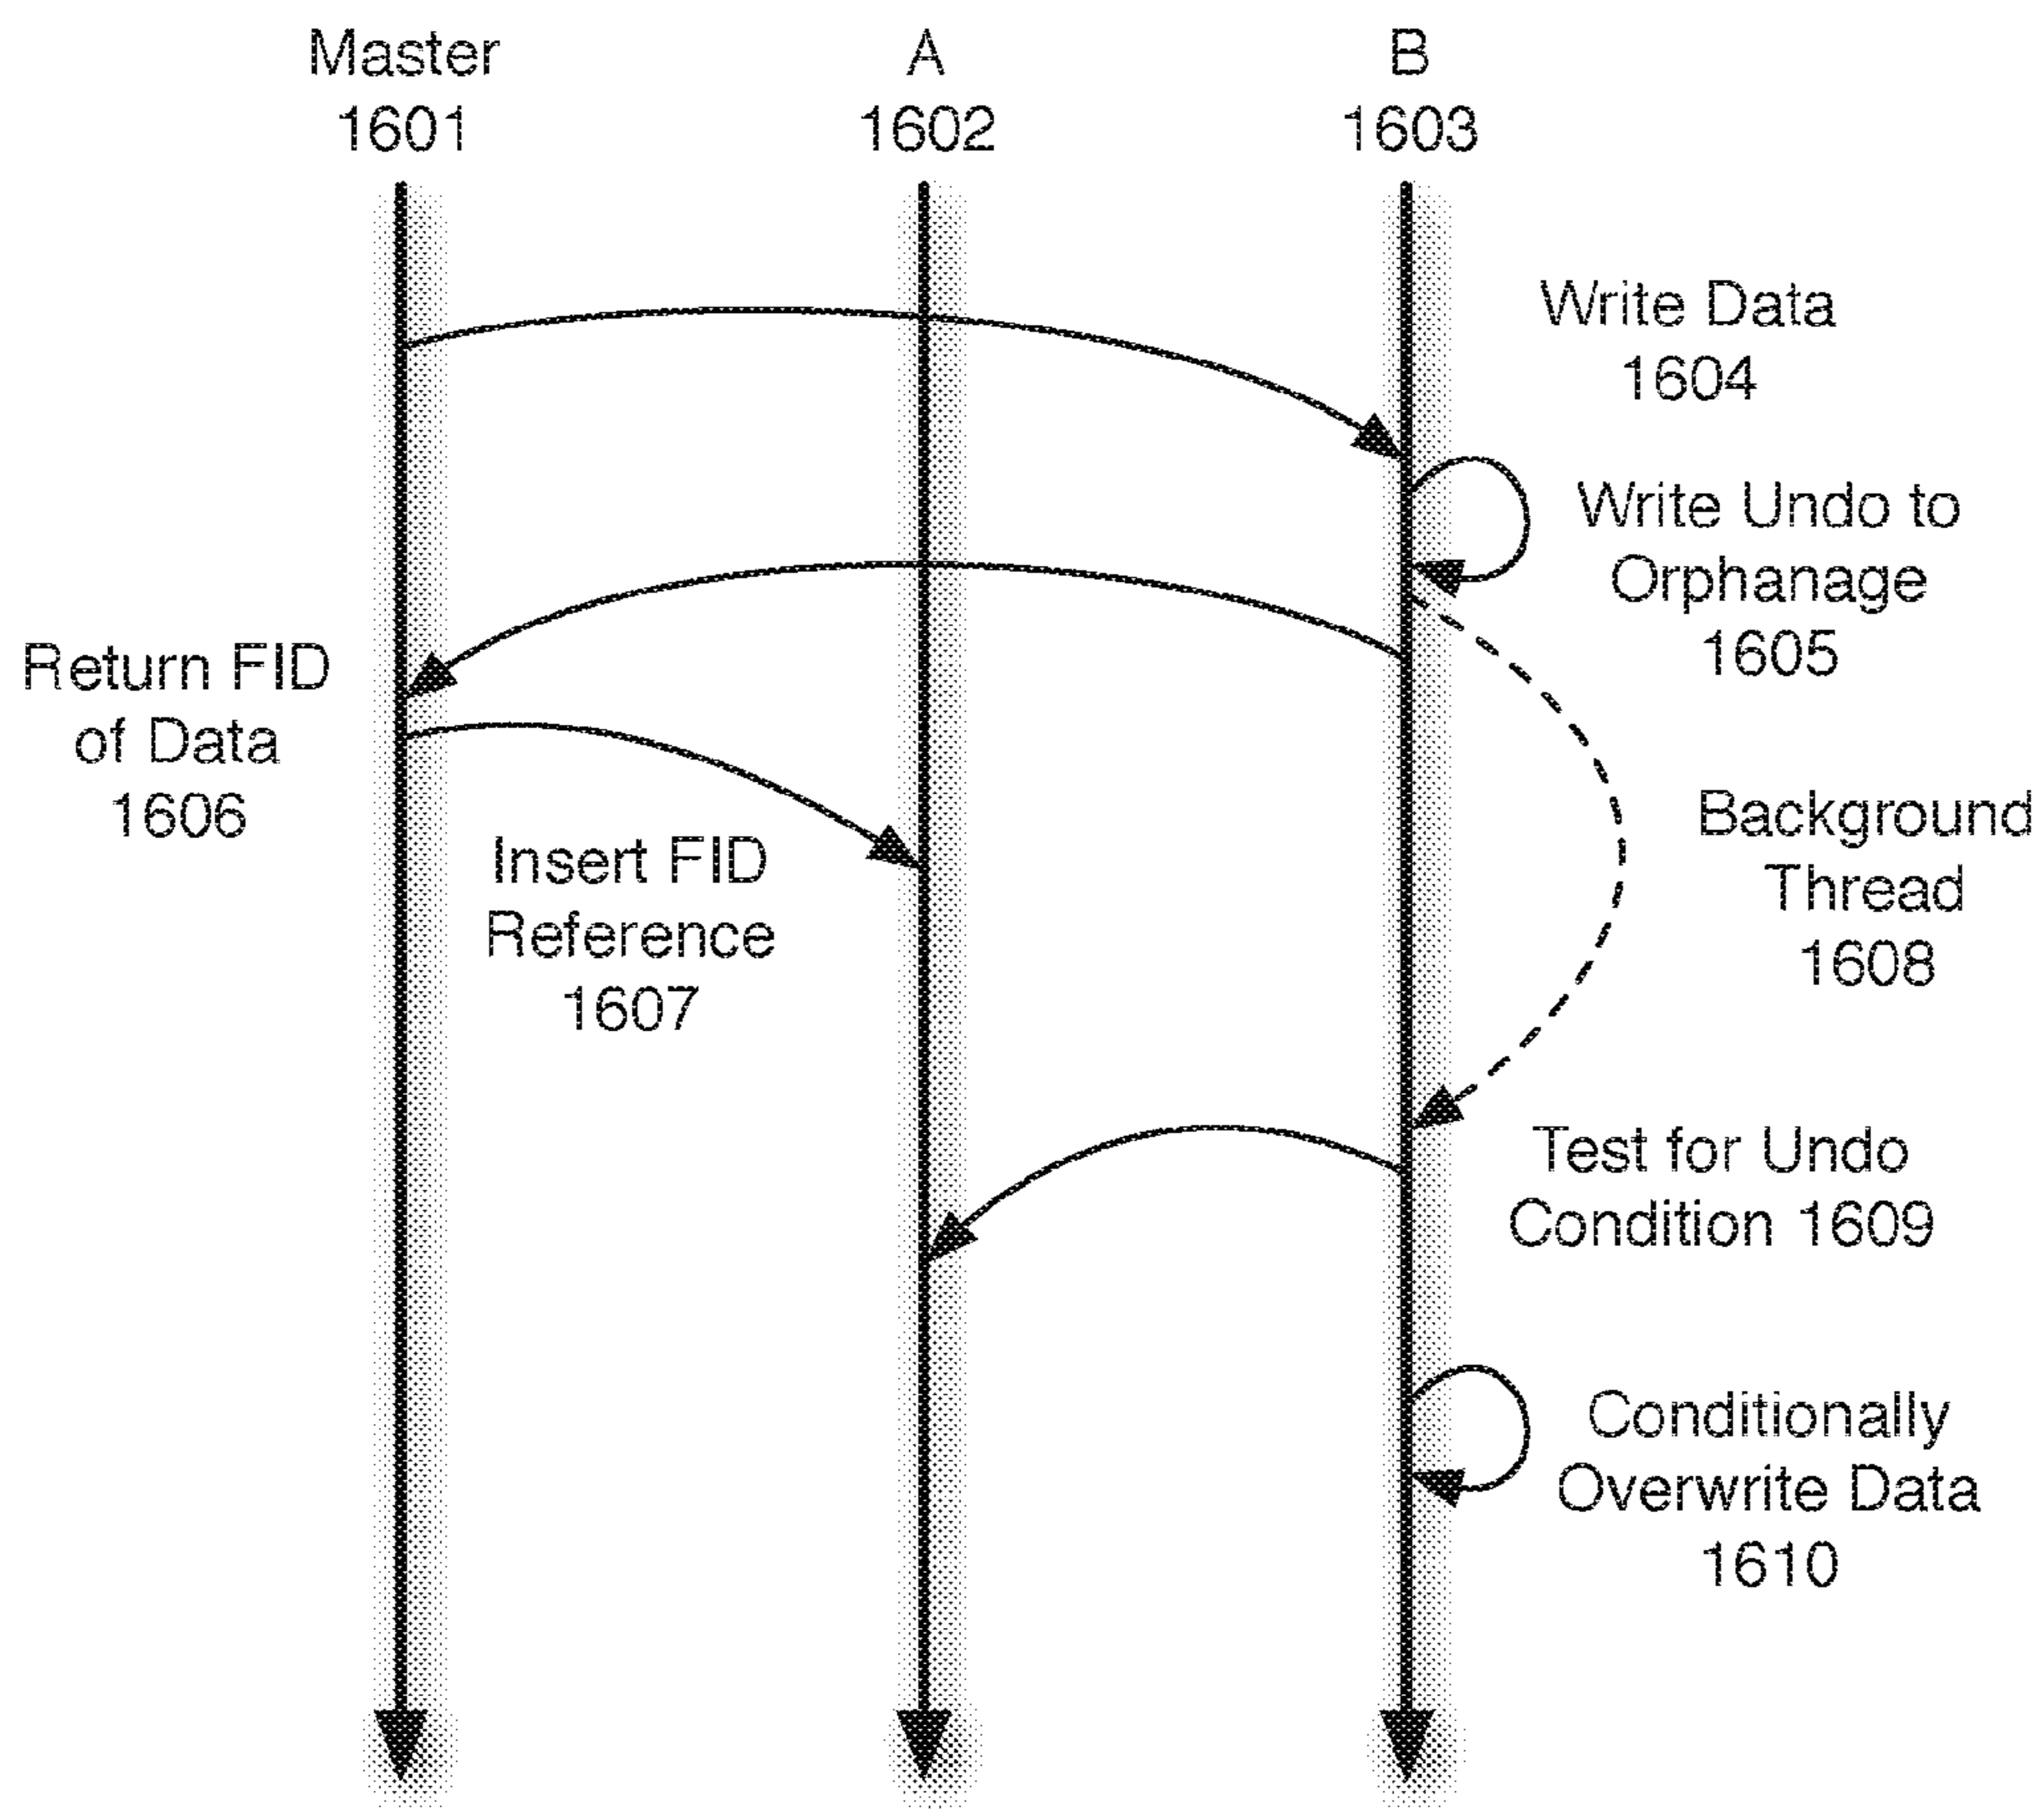 Master
1601
A
1602
B
1603
Write Data
1604
Write Undo to
Orphanage
1605
Return FID
of Data
1606
Insert FID
Reference
1607
Background
Thread
1608
Test for Undo
Condition 1609
Conditionally
Overwrite Data
1610